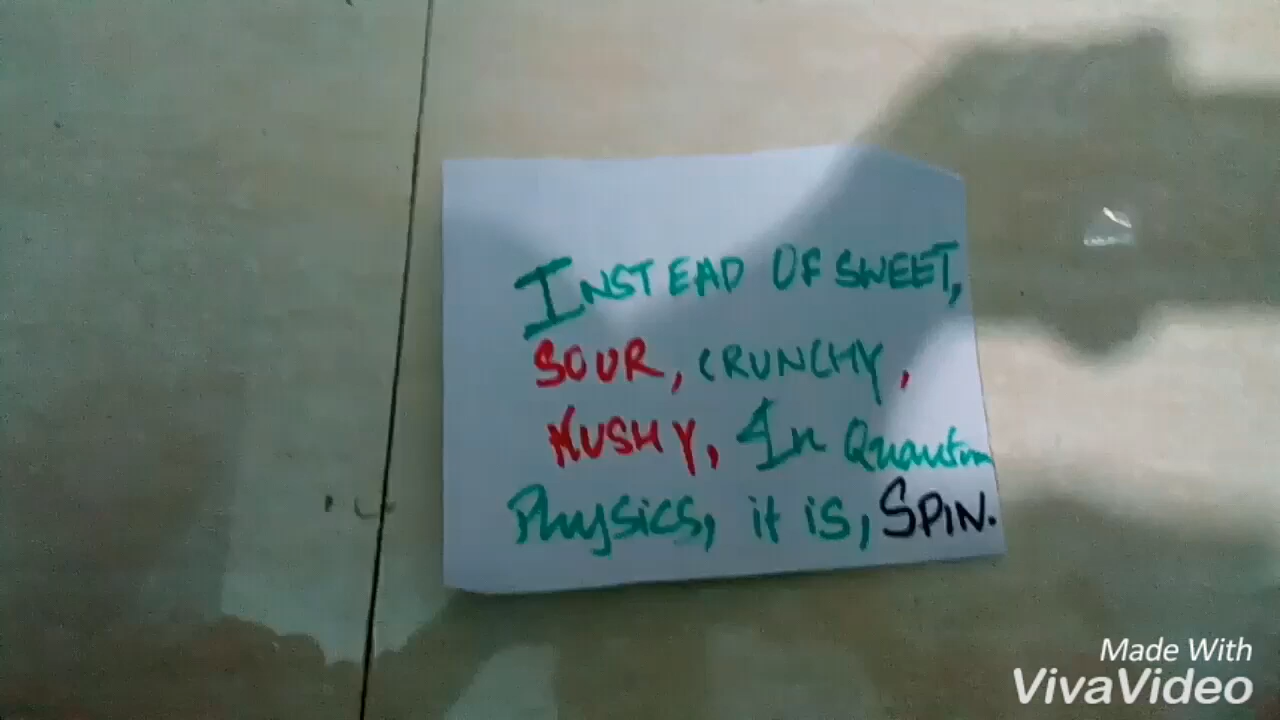 INSTEAD OF SWEET,
SOUR, CRUNCHY,
MUSHY, In Quantum
Physics, it is, SPIN.
Made With
VivaVideo